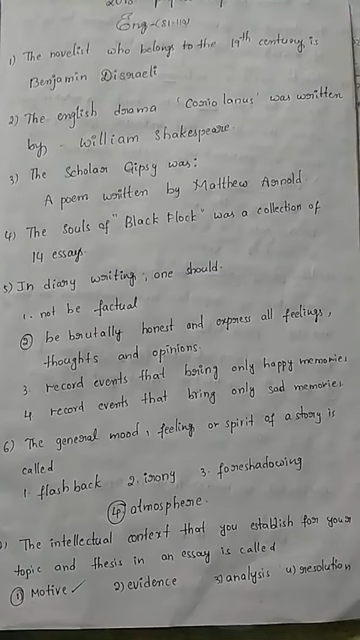 2018
Eng-(81-110)
1) The novelist who belongs to the 19th century is
Benjamin Disraeli
2) The english drama 'Corio lanus' was written
by - William Shakespeare.
3) The Scholar Gipsy was:
A poem written by Matthew Arnold.
4) The Souls of "Black Flock" was a collection of
14 essays.
5) In diary writing, one should.
1. not be factual
2 be brutally honest and express all feelings,
thoughts and opinions.
3. record events that bring only happy memories
4. record events that bring only sad memories.
6) The general mood, feeling or spirit of a story is
called
1. flash back 2. irony 3. foreshadowing
4 atmosphere.
) The intellectual context that you establish for your
topic and thesis in an essay is called
1 Motive ✓ 2) evidence 3) analysis 4) resolution